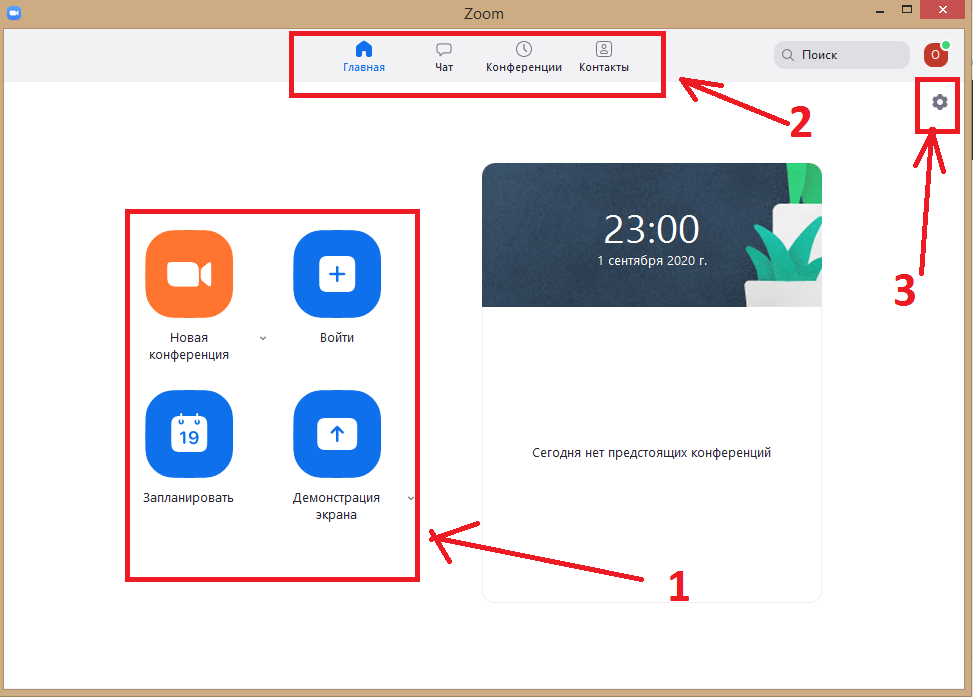 Zoom
Главная
Чат
Конференции
Контакты
Поиск
О
2
3
23:00
1 сентября 2020 г.
Новая
конференция
Войти
19
Запланировать
Демонстрация
экрана
Сегодня нет предстоящих конференций
1